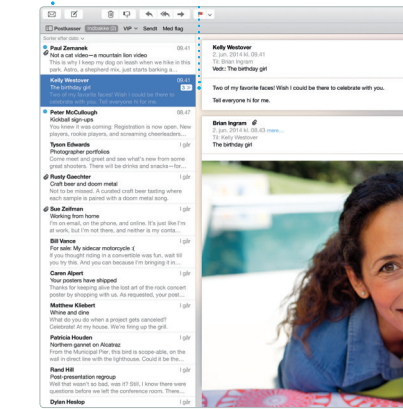 Postkasser Indbakke (3) VIP Sendt Med flag
Sorter efter dato
Paul Zemanek 09.41
Not a cat video—a mountain lion video
This is why I keep my dog on leash when we hike in this
park. Astro, a shepherd mix, just starts barking a...
Kelly Westover 09.41
The birthday girl 3
Two of my favorite faces! Wish I could be there to
celebrate with you. Tell everyone hi for me.
Peter McCullough 08.47
Kickball sign-ups
You knew it was coming: Registration is now open. New
players, rookie players, and screaming cheerleaders...
Tyson Edwards I går
Photographer portfolios
Come meet and greet and see what's new from some
great shooters. There will be drinks and snacks—for...
Rusty Gaechter I går
Craft beer and doom metal
Not to be missed. A curated craft beer tasting where
each sample is paired with a doom metal song.
Sue Zeifman I går
Working from home
I'm on email, on the phone, and online. It's just like I'm
at work, but I'm not there, and neither is my conta...
Bill Vance I går
For sale: My sidecar motorcycle :(
If you thought riding in a convertible was fun, wait till
you try this. And you can because I'm bringing it in...
Caren Alpert I går
Your posters have shipped
Thanks for keeping alive the lost art of the rock concert
poster by shopping with us. As requested, your post...
Matthew Kliebert I går
Whine and dine
What do you do when a project gets canceled?
Celebrate! At my house. We're firing up the grill.
Patricia Houden I går
Northern gannet on Alcatraz
From the Municipal Pier, this bird is scope-able, on the
wall in direct line with the lighthouse. Could it be the...
Rand Hill I går
Post-presentation regroup
Well that wasn't so bad, was it? Still, I know there were
questions before we left the conference room. There...
Dylan Heslop I går
Kelly Westover
2. jun. 2014 kl. 09.41
Til: Brian Ingram
Vedr.: The birthday girl
Two of my favorite faces! Wish I could be there to celebrate with you.
Tell everyone hi for me.
Brian Ingram
2. jun. 2014 kl. 08.43 mere...
Til: Kelly Westover
The birthday girl